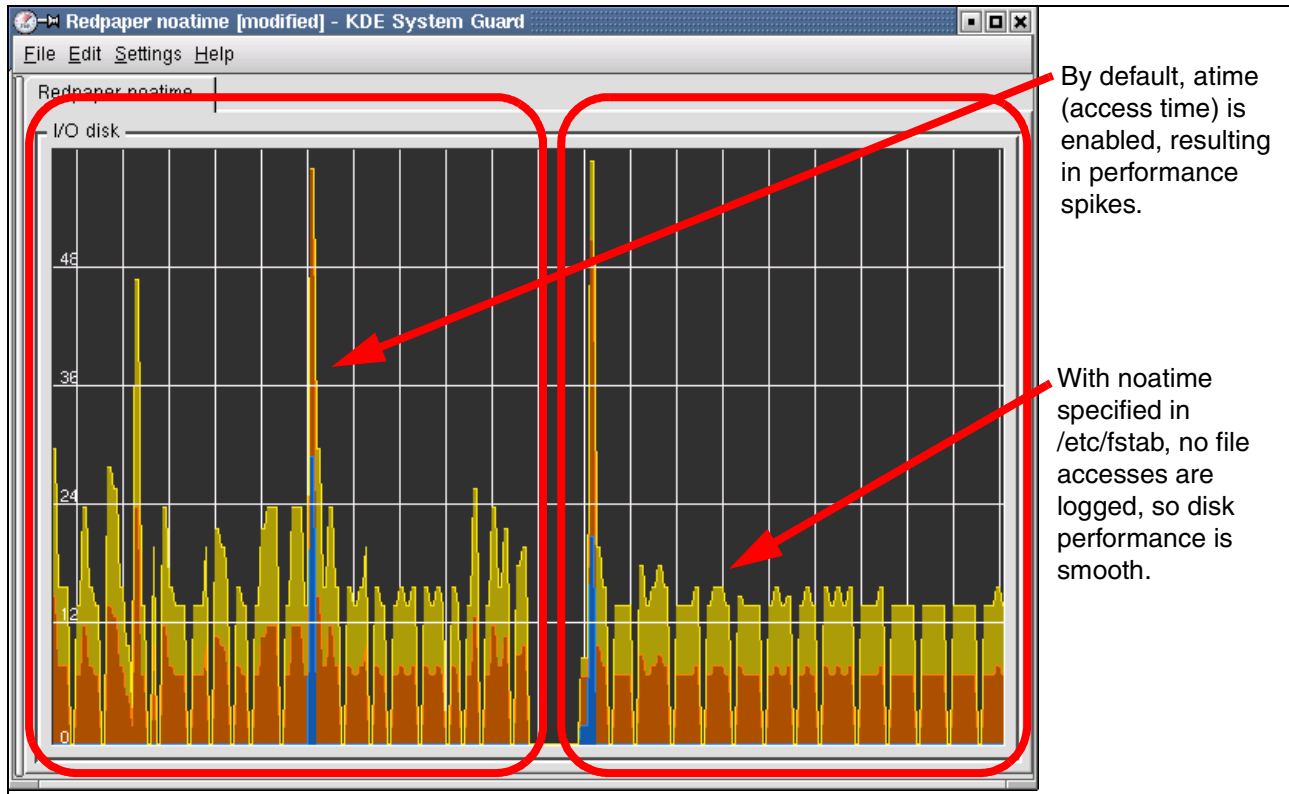 Redpaper noatime [modified] - KDE System Guard
File Edit Settings Help
Redpaper noatime
I/O disk
48
36
24
12
0
By default, atime
(access time) is
enabled, resulting
in performance
spikes.
With noatime
specified in
/etc/fstab, no file
accesses are
logged, so disk
performance is
smooth.